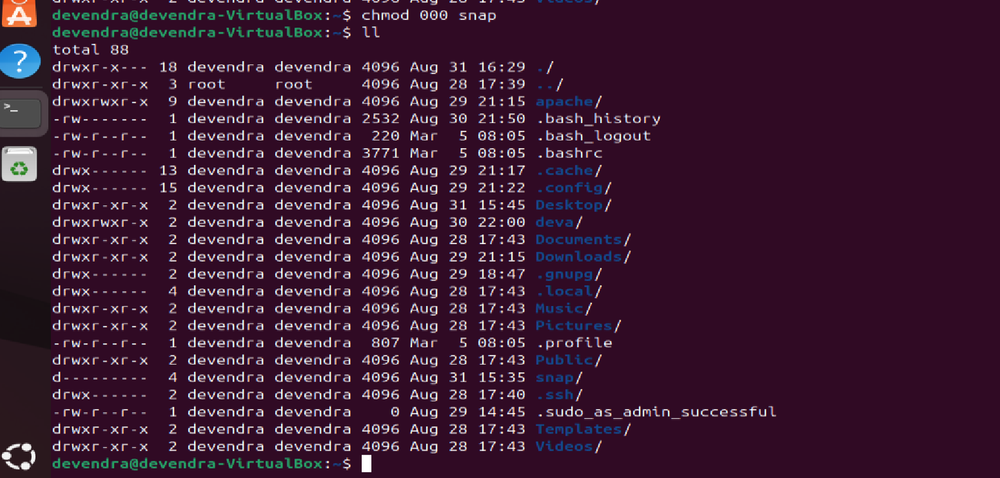 drwxr-xr-x  2 devendra devendra 4096 Aug 28 17:43 Videos/
devendra@devendra-VirtualBox:~$ chmod 000 snap
devendra@devendra-VirtualBox:~$ ll
total 88
drwxr-x--- 18 devendra devendra 4096 Aug 31 16:29 ./
drwxr-xr-x  3 root     root     4096 Aug 28 17:39 ../
drwxrwxr-x  9 devendra devendra 4096 Aug 29 21:15 apache/
-rw-------  1 devendra devendra 2532 Aug 30 21:50 .bash_history
-rw-r--r--  1 devendra devendra  220 Mar  5 08:05 .bash_logout
-rw-r--r--  1 devendra devendra 3771 Mar  5 08:05 .bashrc
drwx------ 13 devendra devendra 4096 Aug 29 21:17 .cache/
drwx------ 15 devendra devendra 4096 Aug 29 21:22 .config/
drwxr-xr-x  2 devendra devendra 4096 Aug 31 15:45 Desktop/
drwxrwxr-x  2 devendra devendra 4096 Aug 30 22:00 deva/
drwxr-xr-x  2 devendra devendra 4096 Aug 28 17:43 Documents/
drwxr-xr-x  2 devendra devendra 4096 Aug 29 21:15 Downloads/
drwx------  2 devendra devendra 4096 Aug 29 18:47 .gnupg/
drwx------  4 devendra devendra 4096 Aug 28 17:43 .local/
drwxr-xr-x  2 devendra devendra 4096 Aug 28 17:43 Music/
drwxr-xr-x  2 devendra devendra 4096 Aug 28 17:43 Pictures/
-rw-r--r--  1 devendra devendra  807 Mar  5 08:05 .profile
drwxr-xr-x  2 devendra devendra 4096 Aug 28 17:43 Public/
d---------  4 devendra devendra 4096 Aug 31 15:35 snap/
drwx------  2 devendra devendra 4096 Aug 28 17:40 .ssh/
-rw-r--r--  1 devendra devendra    0 Aug 29 14:45 .sudo_as_admin_successful
drwxr-xr-x  2 devendra devendra 4096 Aug 28 17:43 Templates/
drwxr-xr-x  2 devendra devendra 4096 Aug 28 17:43 Videos/
devendra@devendra-VirtualBox:~$